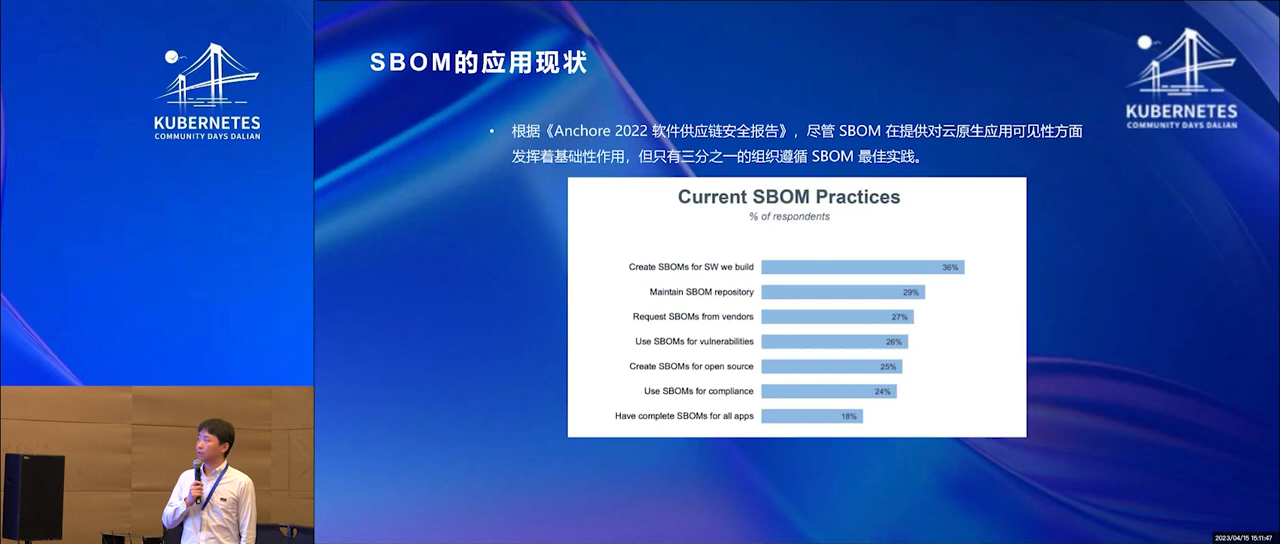 KUBERNETES
COMMUNITY DAYS DALIAN
SBOM的应用现状
KUBERNETES
COMMUNITY DAYS DALIAN
• 根据《Anchore 2022 软件供应链安全报告》，尽管 SBOM 在提供对云原生应用可见性方面
发挥着基础性作用，但只有三分之一的组织遵循 SBOM 最佳实践。
Current SBOM Practices
% of respondents
Create SBOMs for SW we build 36%
Maintain SBOM repository 29%
Request SBOMs from vendors 27%
Use SBOMs for vulnerabilities 26%
Create SBOMs for open source 25%
Use SBOMs for compliance 24%
Have complete SBOMs for all apps 18%
2023/04/15 15:11:47